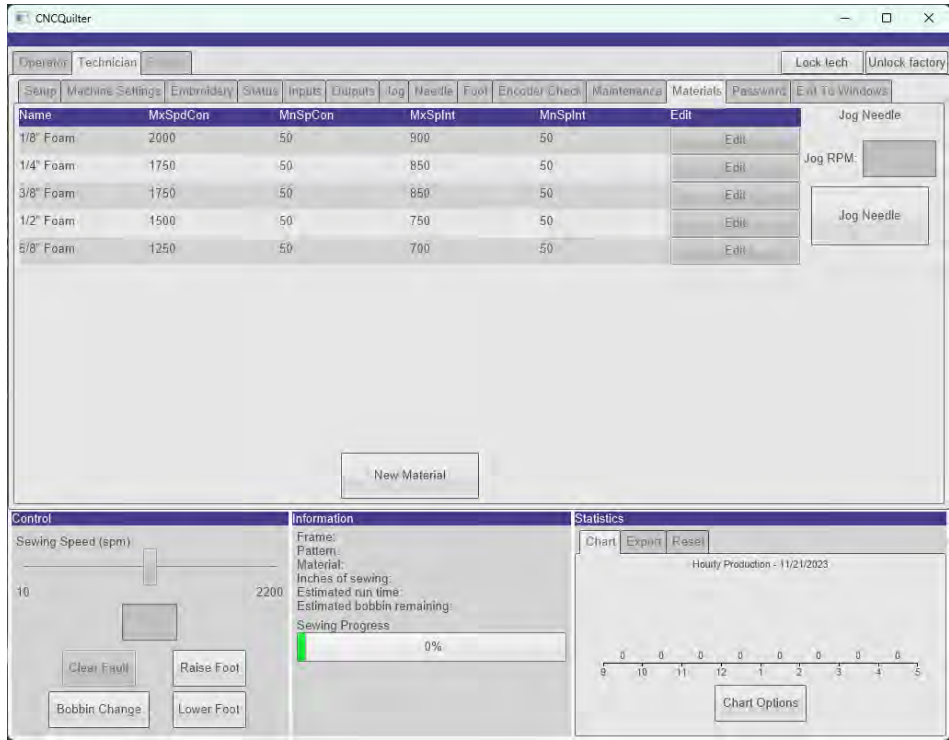 CNCQuilter
Operator Technician
Lock tech Unlock factory
Setup Machine Settings Embroidery Status Inputs Outputs Jog Needle Foot Encoder Check Maintenance Materials Password Exit To Windows
Name MxSpdCon MnSpCon MxSpInt MnSpInt Edit
1/8" Foam 2000 50 900 50 Edit
1/4" Foam 1750 50 850 50 Edit
3/8" Foam 1750 50 850 50 Edit
1/2" Foam 1500 50 750 50 Edit
5/8" Foam 1250 50 700 50 Edit
Jog Needle
Jog RPM:
Jog Needle
New Material
Control
Sewing Speed (spm)
10 2200
Clear Fault Raise Foot
Bobbin Change Lower Foot
Information
Frame:
Pattern:
Material:
Inches of sewing:
Estimated run time:
Estimated bobbin remaining:
Sewing Progress
0%
Statistics
Chart Export Reset
Hourly Production - 11/21/2023
0 0 0 0 0 0 0 0
9 10 11 12 1 2 3 4 5
Chart Options